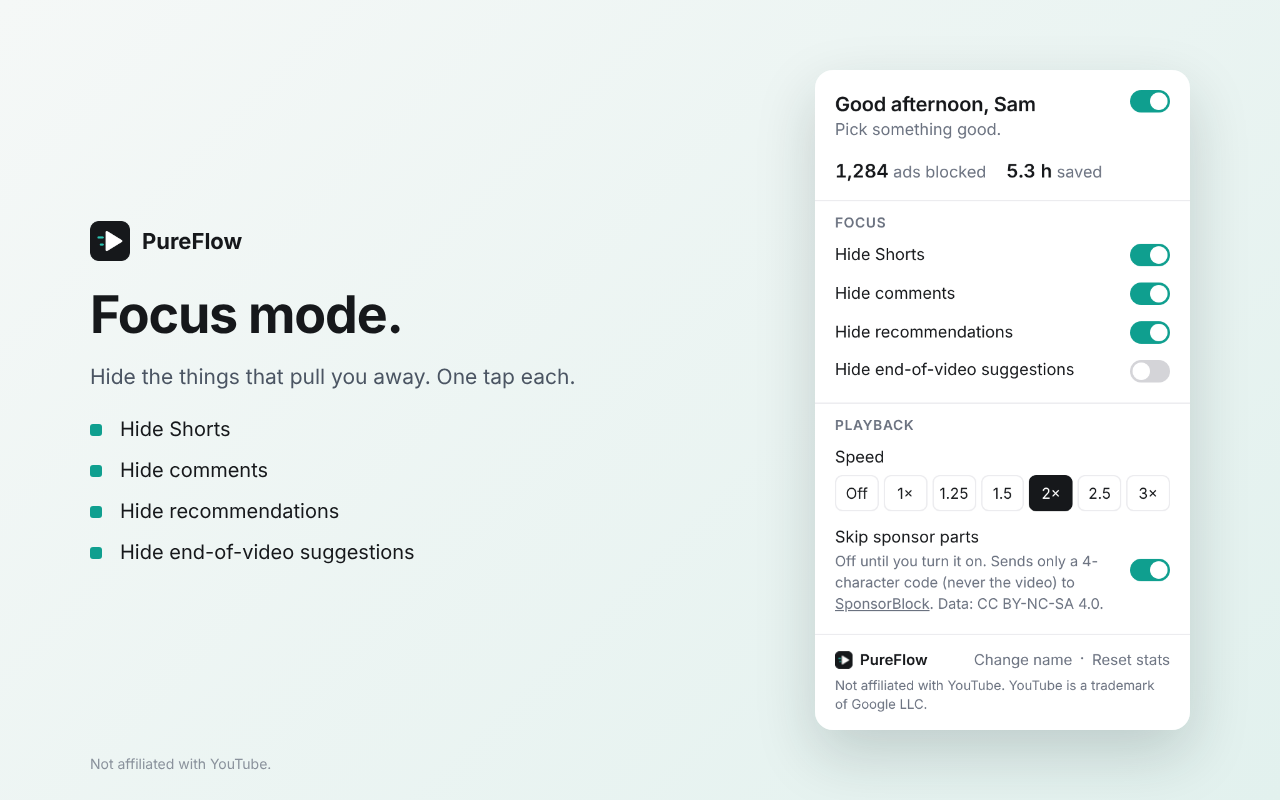 PureFlow
Focus mode.
Hide the things that pull you away. One tap each.
Hide Shorts
Hide comments
Hide recommendations
Hide end-of-video suggestions
Not affiliated with YouTube.
Good afternoon, Sam
Pick something good.
1,284 ads blocked 5.3 h saved
FOCUS
Hide Shorts
Hide comments
Hide recommendations
Hide end-of-video suggestions
PLAYBACK
Speed
Off 1× 1.25 1.5 2× 2.5 3×
Skip sponsor parts
Off until you turn it on. Sends only a 4-
character code (never the video) to
SponsorBlock. Data: CC BY-NC-SA 4.0.
PureFlow Change name · Reset stats
Not affiliated with YouTube. YouTube is a trademark
of Google LLC.